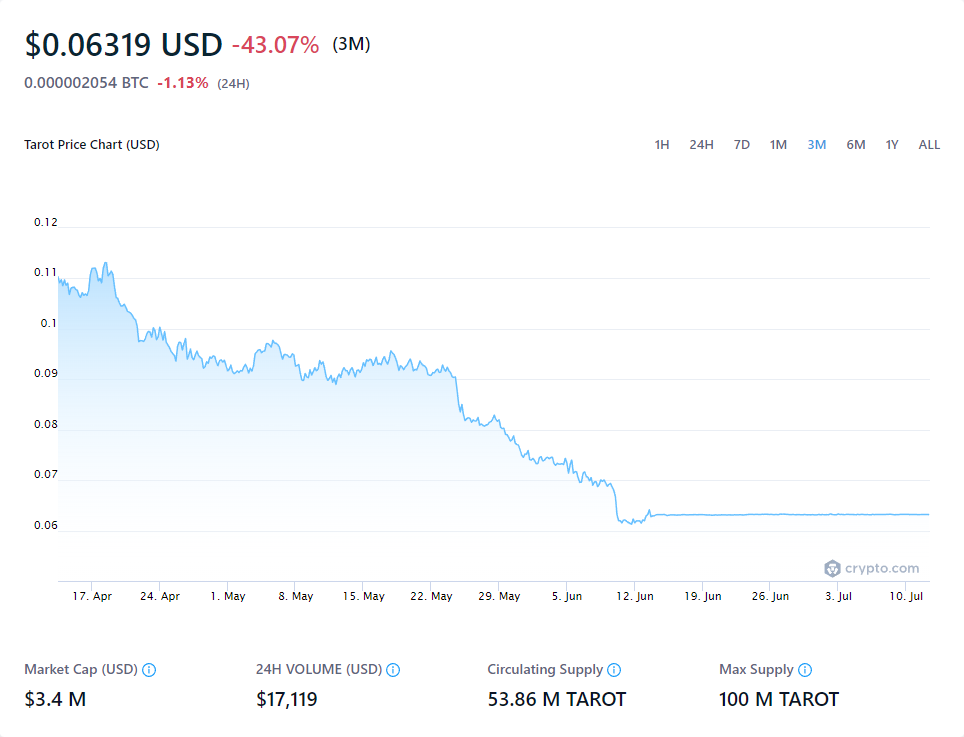 $0.06319 USD -43.07% (3M)
0.000002054 BTC -1.13% (24H)
Tarot Price Chart (USD) 1H 24H 7D 1M 3M 6M 1Y ALL
0.12
0.11
0.1
0.09
0.08
0.07
0.06
crypto.com
17. Apr 24. Apr 1. May 8. May 15. May 22. May 29. May 5. Jun 12. Jun 19. Jun 26. Jun 3. Jul 10. Jul
Market Cap (USD) 24H VOLUME (USD) Circulating Supply Max Supply
$3.4 M $17,119 53.86 M TAROT 100 M TAROT